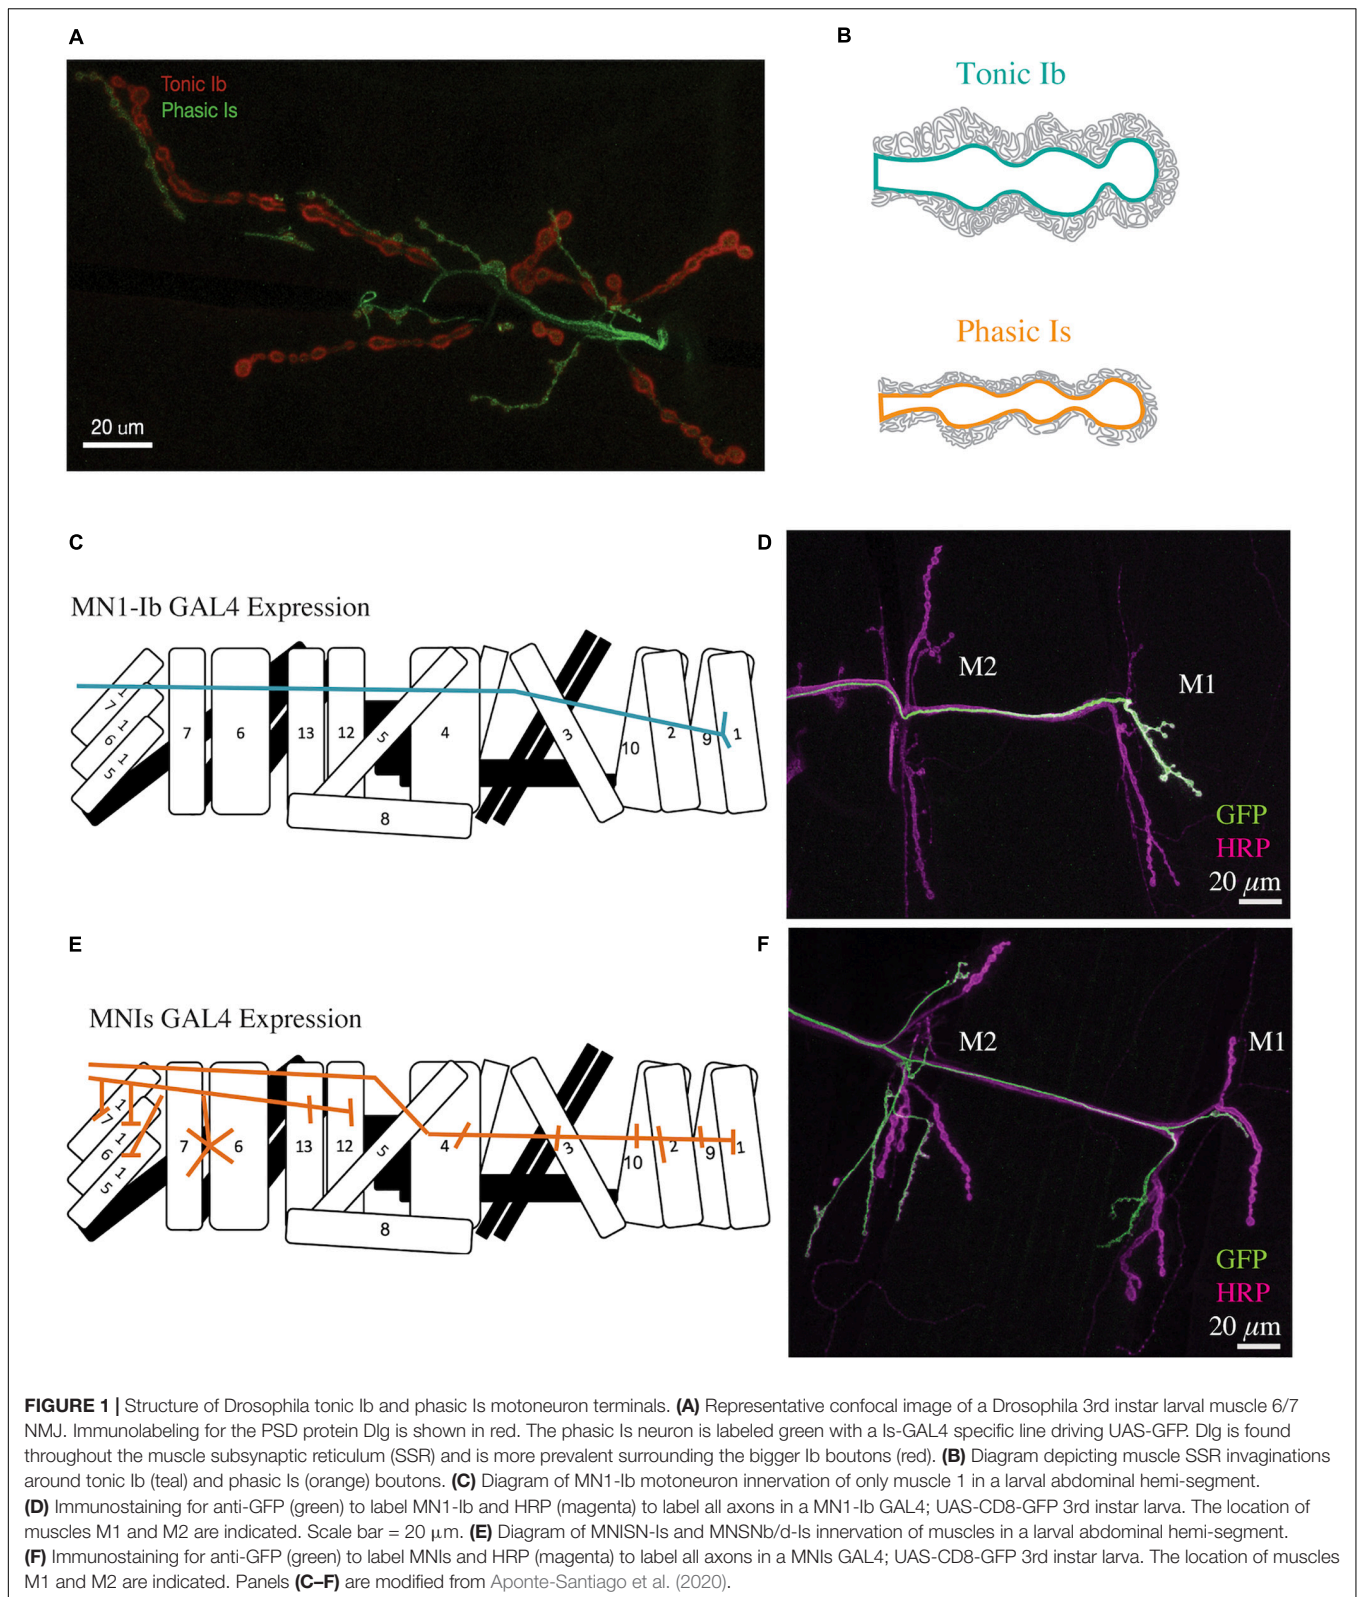 A
Tonic Ib
Phasic Is
20 um
B
Tonic Ib
Phasic Is
C
MN1-Ib GAL4 Expression
1
7
1
6
1
5
7
6
13
12
5
4
8
3
10
2
9
1
D
M2
M1
GFP
HRP
20 μm
E
MNIs GAL4 Expression
1
7
1
6
1
5
7
6
13
12
5
4
8
3
10
2
9
1
F
M2
M1
GFP
HRP
20 μm
FIGURE 1 | Structure of Drosophila tonic Ib and phasic Is motoneuron terminals. (A) Representative confocal image of a Drosophila 3rd instar larval muscle 6/7
NMJ. Immunolabeling for the PSD protein Dlg is shown in red. The phasic Is neuron is labeled green with a Is-GAL4 specific line driving UAS-GFP. Dlg is found
throughout the muscle subsynaptic reticulum (SSR) and is more prevalent surrounding the bigger Ib boutons (red). (B) Diagram depicting muscle SSR invaginations
around tonic Ib (teal) and phasic Is (orange) boutons. (C) Diagram of MN1-Ib motoneuron innervation of only muscle 1 in a larval abdominal hemi-segment.
(D) Immunostaining for anti-GFP (green) to label MN1-Ib and HRP (magenta) to label all axons in a MN1-Ib GAL4; UAS-CD8-GFP 3rd instar larva. The location of
muscles M1 and M2 are indicated. Scale bar = 20 μm. (E) Diagram of MNISN-Is and MNSNb/d-Is innervation of muscles in a larval abdominal hemi-segment.
(F) Immunostaining for anti-GFP (green) to label MNIs and HRP (magenta) to label all axons in a MNIs GAL4; UAS-CD8-GFP 3rd instar larva. The location of muscles
M1 and M2 are indicated. Panels (C–F) are modified from Aponte-Santiago et al. (2020).